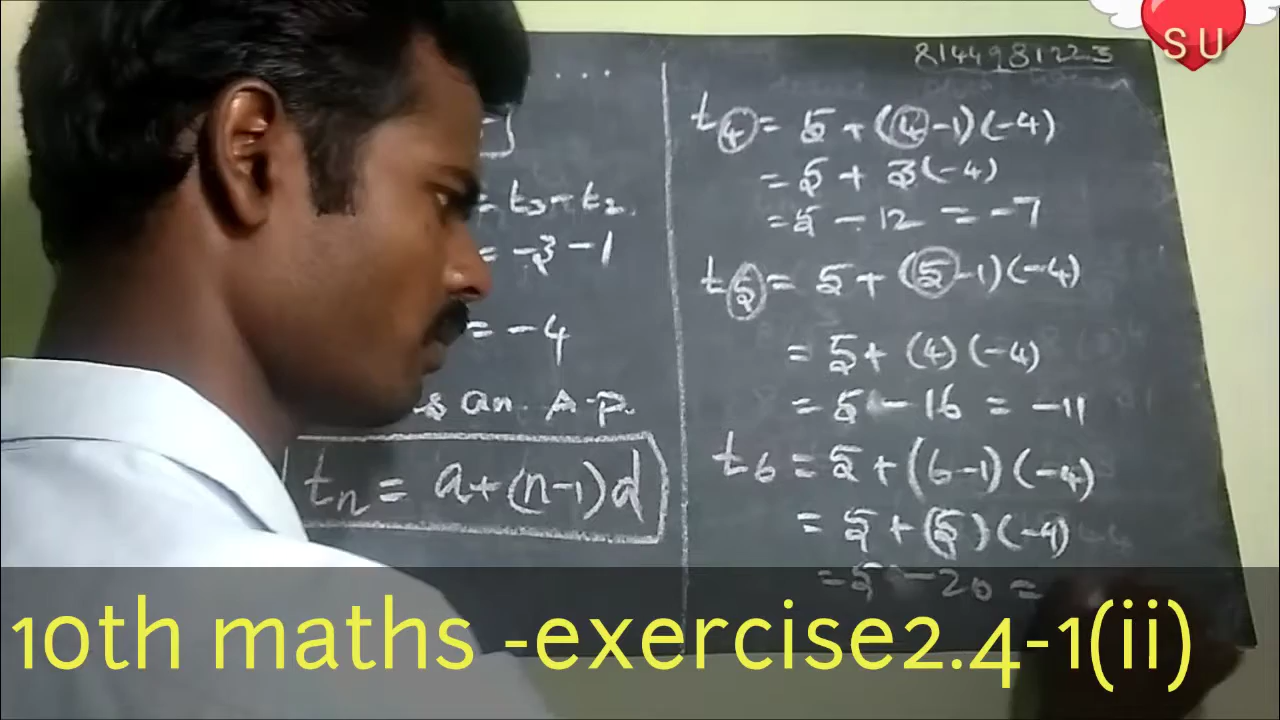 S U
8144981223
. . . .
= t₃ - t₂.
= -3 - 1
= -4
s an A.P.
tₙ = a+(n-1)d
t₄ = 5 + (4-1)(-4)
= 5 + 3(-4)
= 5 - 12 = -7
t₅ = 5 + (5-1)(-4)
= 5 + (4)(-4)
= 5 - 16 = -11
t₆ = 5 + (6-1)(-4)
= 5 + (5)(-4)
= 5 - 20 =
10th maths -exercise2.4-1(ii)